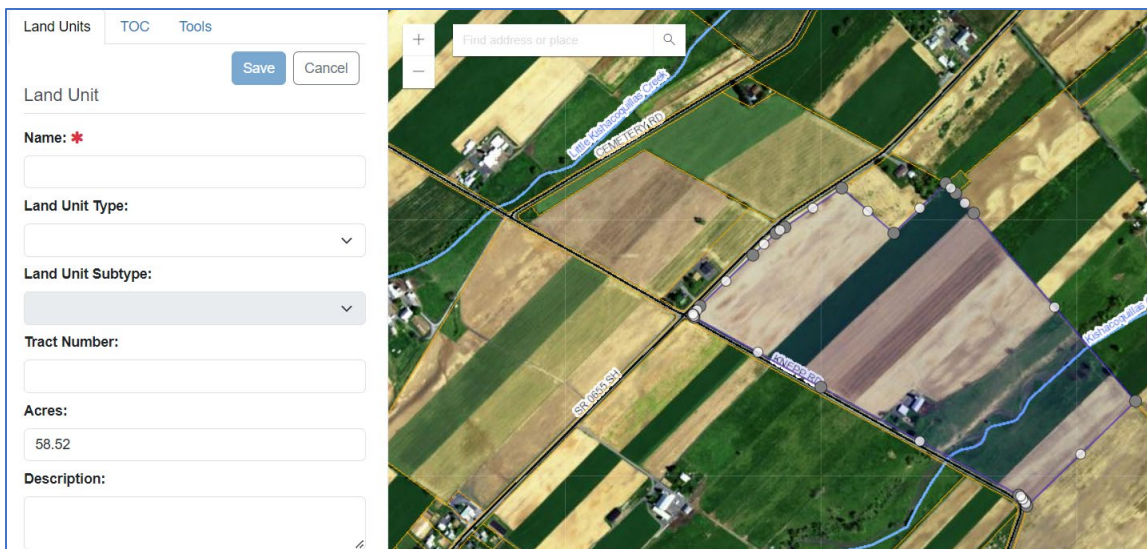 Land Units
TOC
Tools
Save
Cancel
Land Unit
Name: *
Land Unit Type:
Land Unit Subtype:
Tract Number:
Acres:
58.52
Description:
+
−
Find address or place
Little Kishacoquillas Creek
CEMETERY RD
SR 0655 SH
KNEPP RD
Kishacoquillas